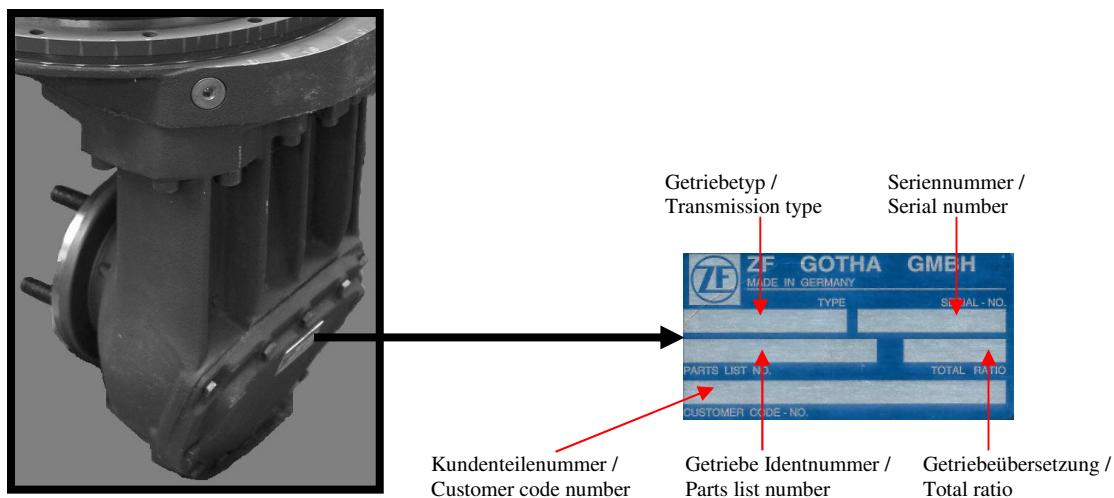 Getriebetyp /
Transmission type
Seriennummer /
Serial number
ZF
ZF GOTHA GMBH
MADE IN GERMANY
TYPE
SERIAL - NO.
PARTS LIST NO.
TOTAL RATIO
CUSTOMER CODE - NO.
Kundenteilenummer /
Customer code number
Getriebe Identnummer /
Parts list number
Getriebeübersetzung /
Total ratio